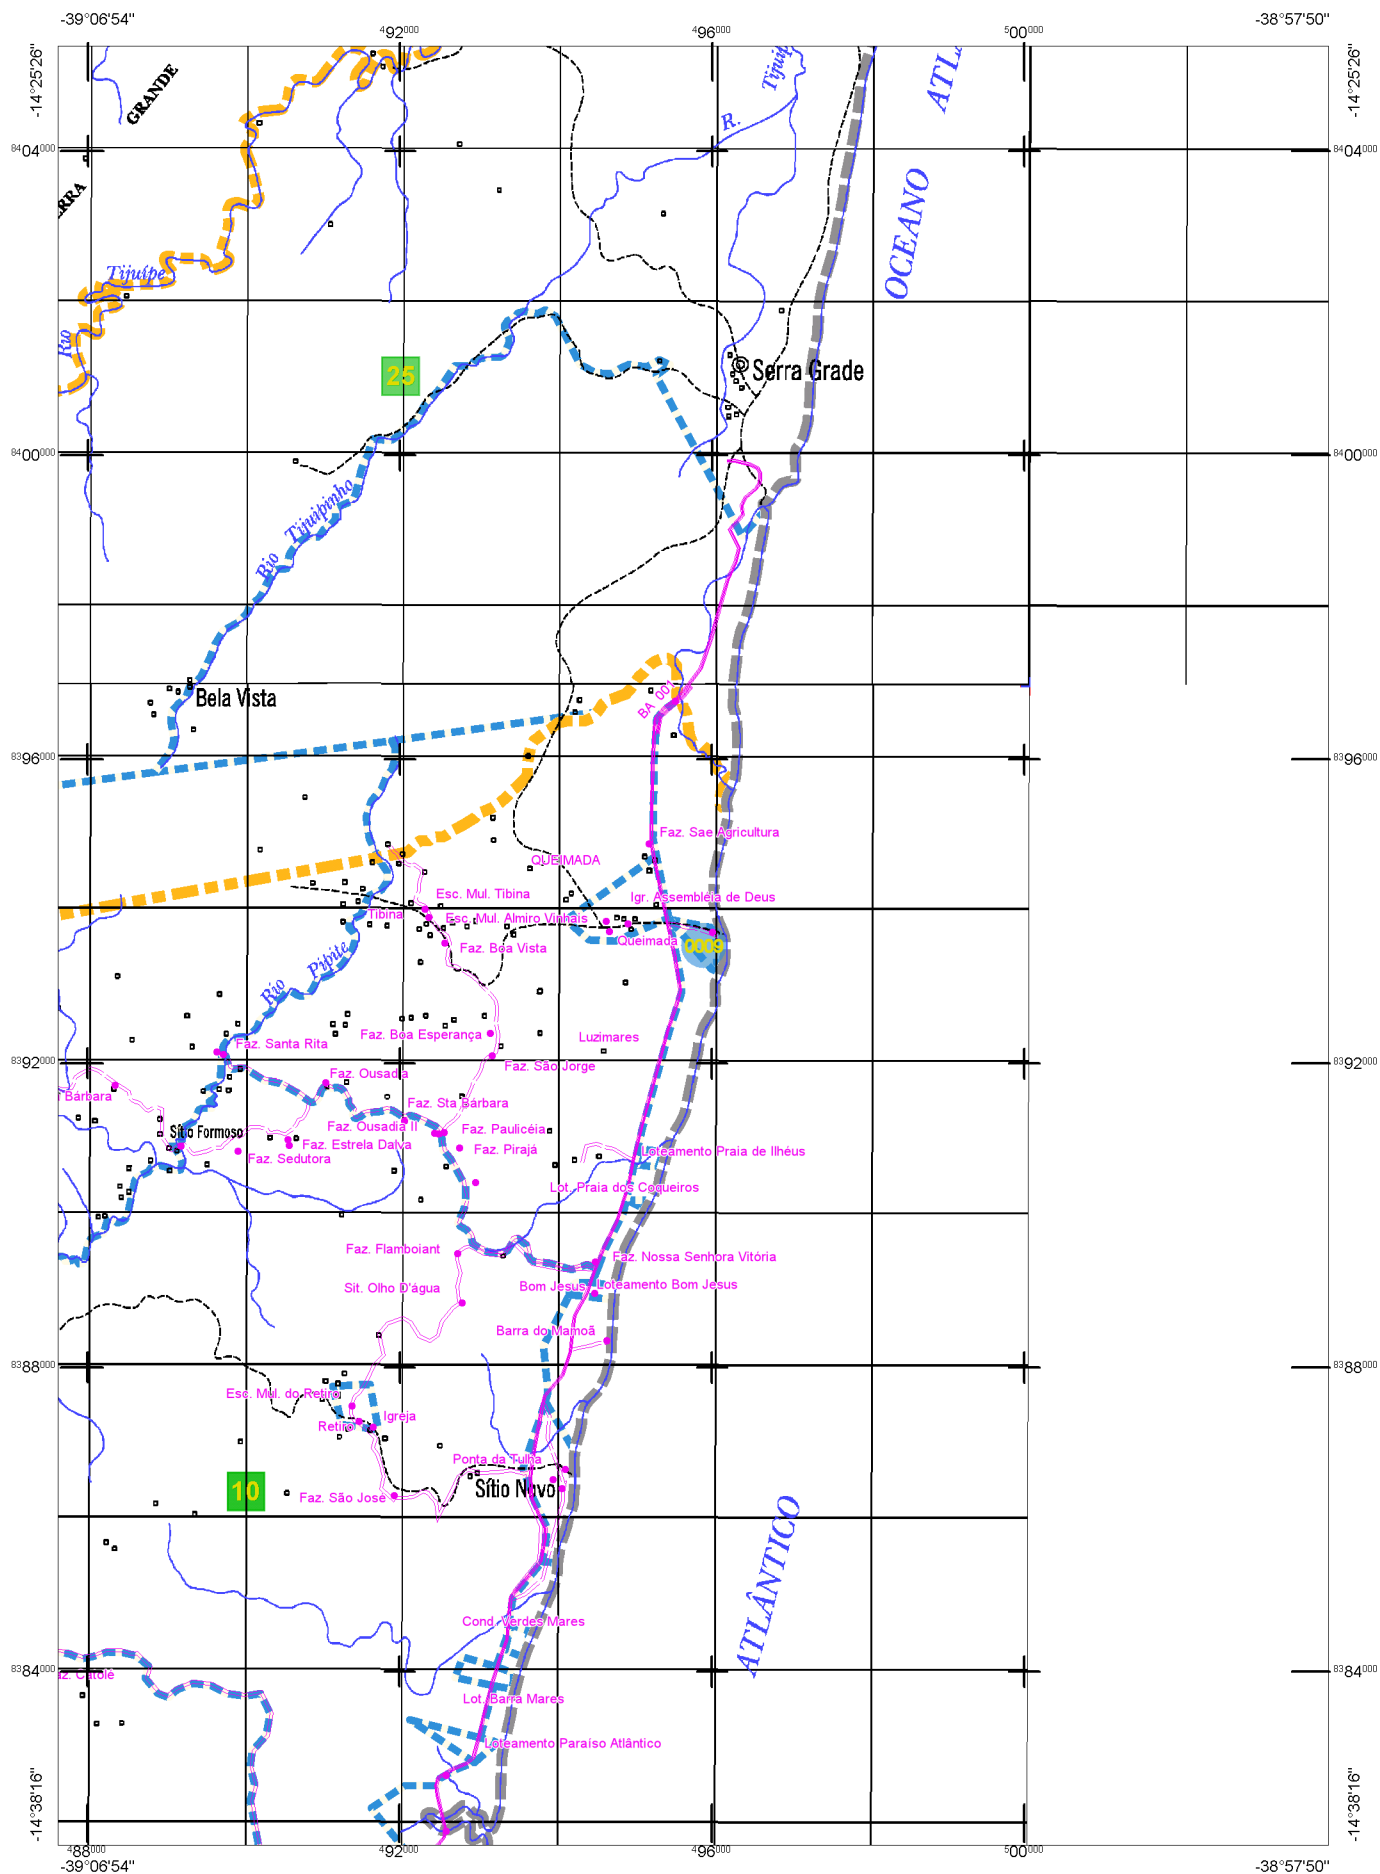 -39°06'54"
-38°57'50"
492000
496000
500000
-14°25'26"
-14°25'26"
GRANDE
Tijuíp
ATLA
R.
8404000
8404000
ERRA
OCEANO
Tijuípe
Rio
25
Serra Grade
8400000
8400000
Rio Tijuipinho
Bela Vista
BA 001
8396000
8396000
Faz. Sae Agricultura
QUEIMADA
Esc. Mul. Tibina
Igr. Assembléia de Deus
Tibina
Esc. Mul. Almiro Vinhais
Queimada
0009
Faz. Boa Vista
Rio Pipite
Faz. Boa Esperança
Luzimares
Faz. Santa Rita
8392000
8392000
Faz. São Jorge
Faz. Ousadia
Bárbara
Faz. Sta Bárbara
Faz. Ousadia II
Faz. Paulicéia
Sítio Formoso
Faz. Estrela Dalva
Faz. Pirajá
Loteamento Praia de Ilhéus
Faz. Sedutora
Lot. Praia dos Coqueiros
Faz. Flamboiant
Faz. Nossa Senhora Vitória
Sit. Olho D'água
Bom Jesus
Loteamento Bom Jesus
Barra do Mamoã
8388000
8388000
Esc. Mul. do Retiro
Igreja
Retiro
Ponta da Tulha
10
Sítio Novo
Faz. São José
ATLÂNTICO
Cond. Verdes Mares
8384000
8384000
az. Catolé
Lot. Barra Mares
Loteamento Paraiso Atlântico
-14°38'16"
-14°38'16"
488000
492000
496000
500000
-39°06'54"
-38°57'50"